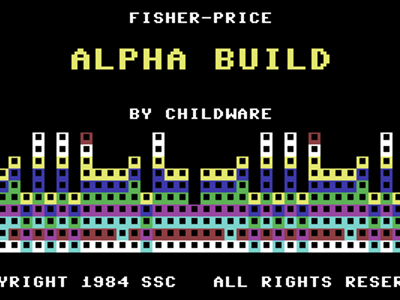 FISHER-PRICE
ALPHA BUILD
BY CHILDWARE
YRIGHT 1984 SSC ALL RIGHTS RESER